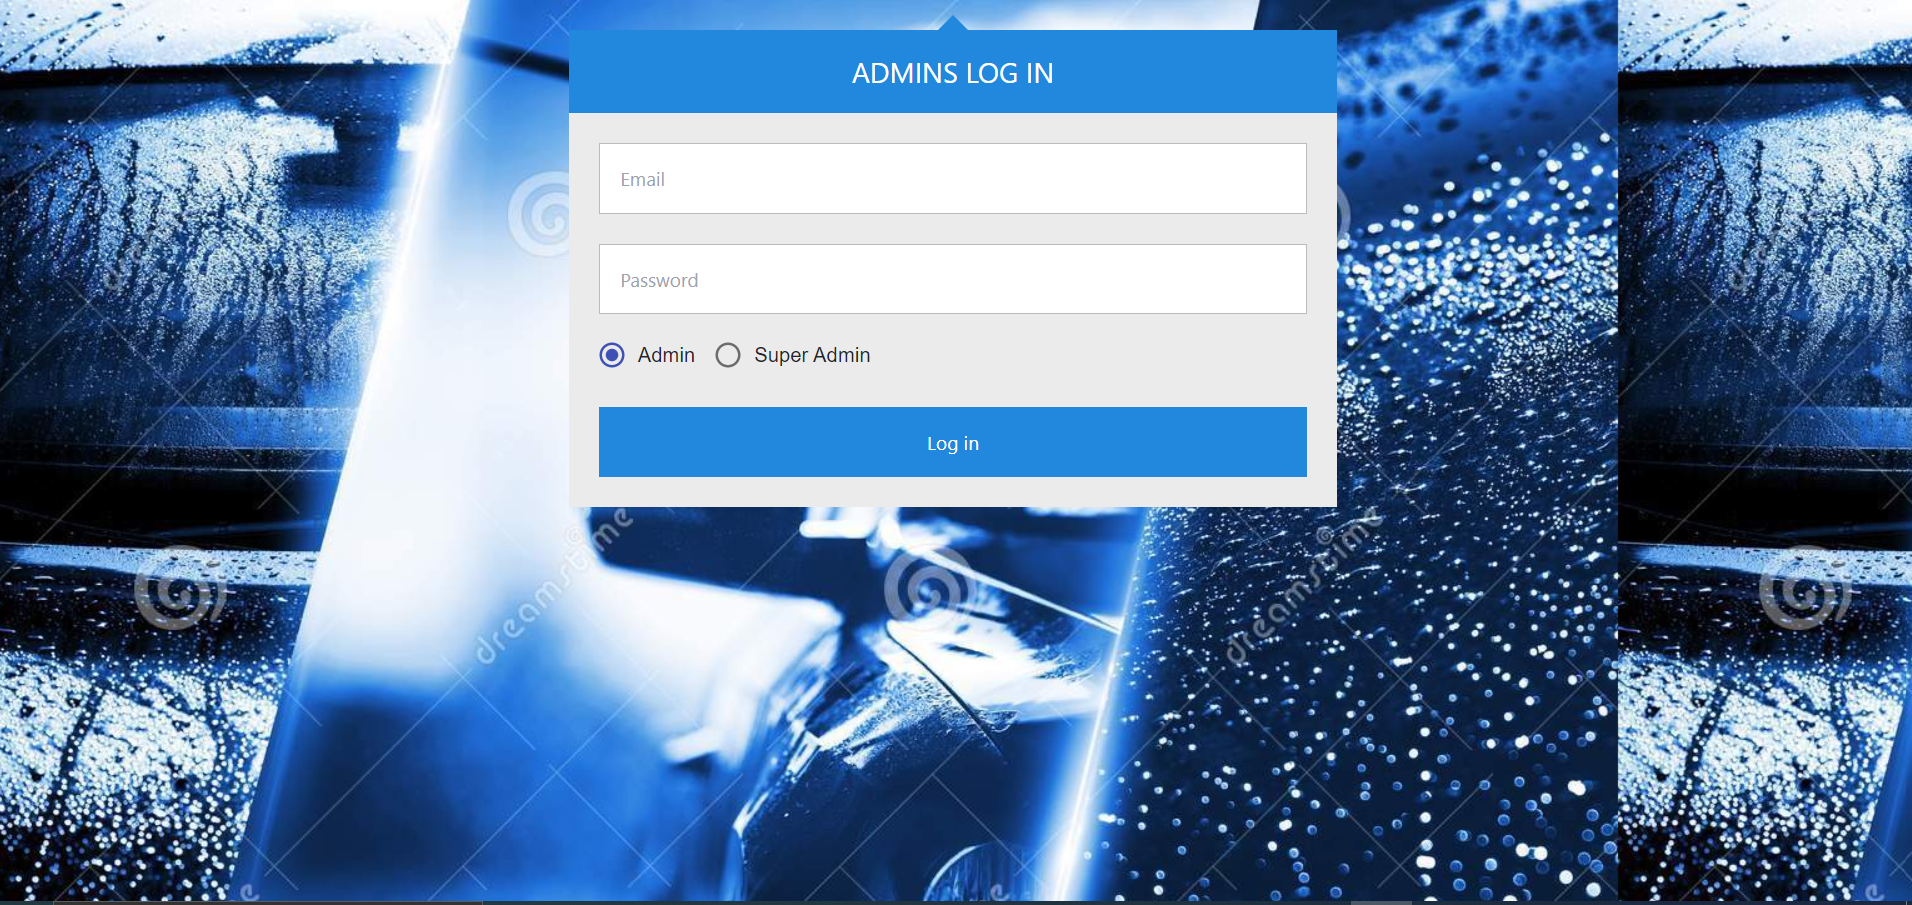 ADMINS LOG IN
Email
Password
Admin
Super Admin
Log in
dreamstime
dreamstime